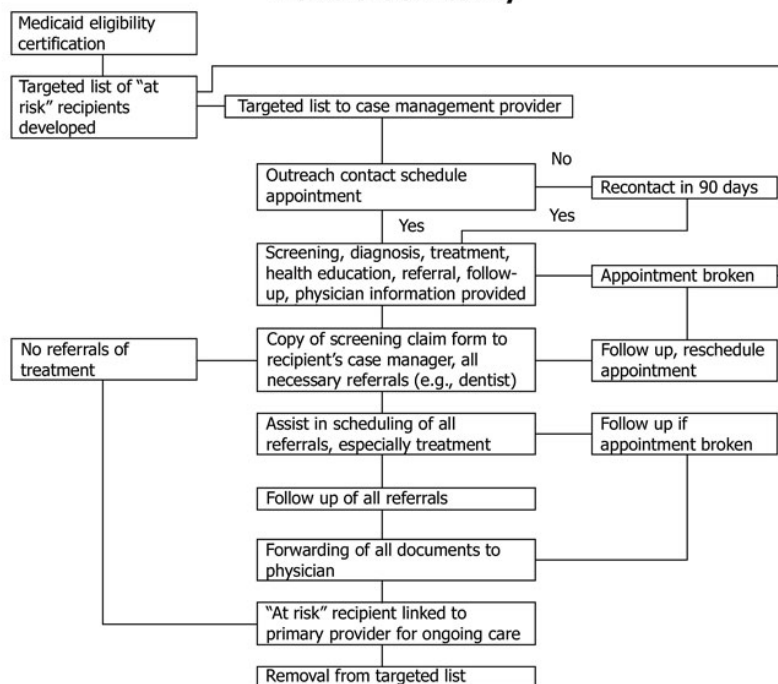 Medicaid eligibility
certification
Targeted list of “at
risk” recipients
developed
Targeted list to case management provider
Outreach contact schedule
appointment
No
Recontact in 90 days
Yes
Yes
Screening, diagnosis, treatment,
health education, referral, follow-
up, physician information provided
Appointment broken
No referrals of
treatment
Copy of screening claim form to
recipient’s case manager, all
necessary referrals (e.g., dentist)
Follow up, reschedule
appointment
Assist in scheduling of all
referrals, especially treatment
Follow up if
appointment broken
Follow up of all referrals
Forwarding of all documents to
physician
“At risk” recipient linked to
primary provider for ongoing care
Removal from targeted list